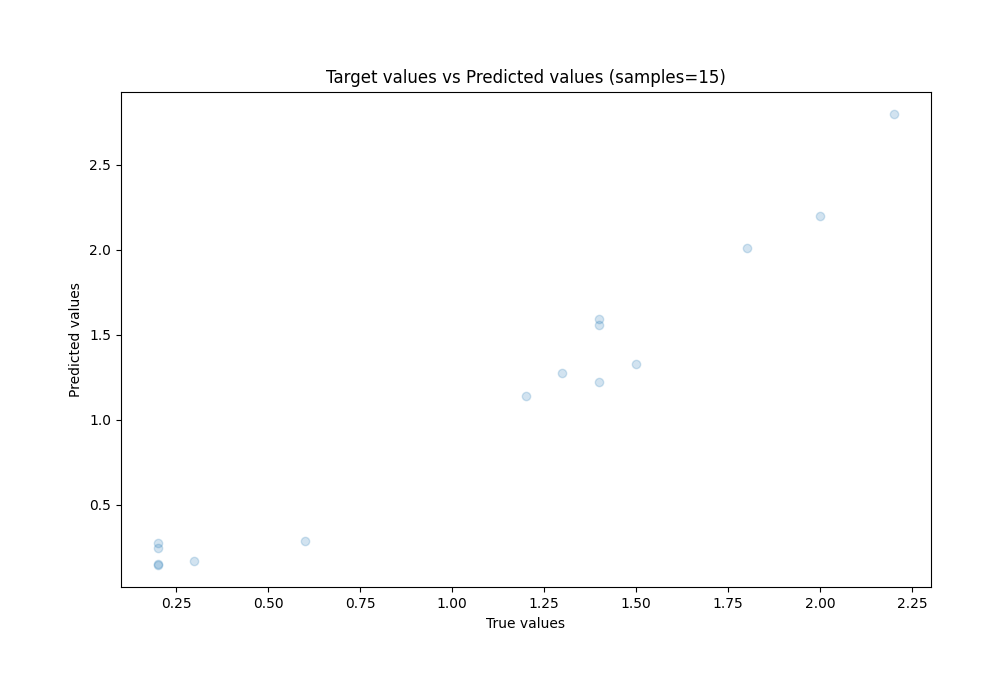 Target values vs Predicted values (samples=15)
2.5
2.0
1.5
1.0
0.5
Predicted values
0.25 0.50 0.75 1.00 1.25 1.50 1.75 2.00 2.25
True values